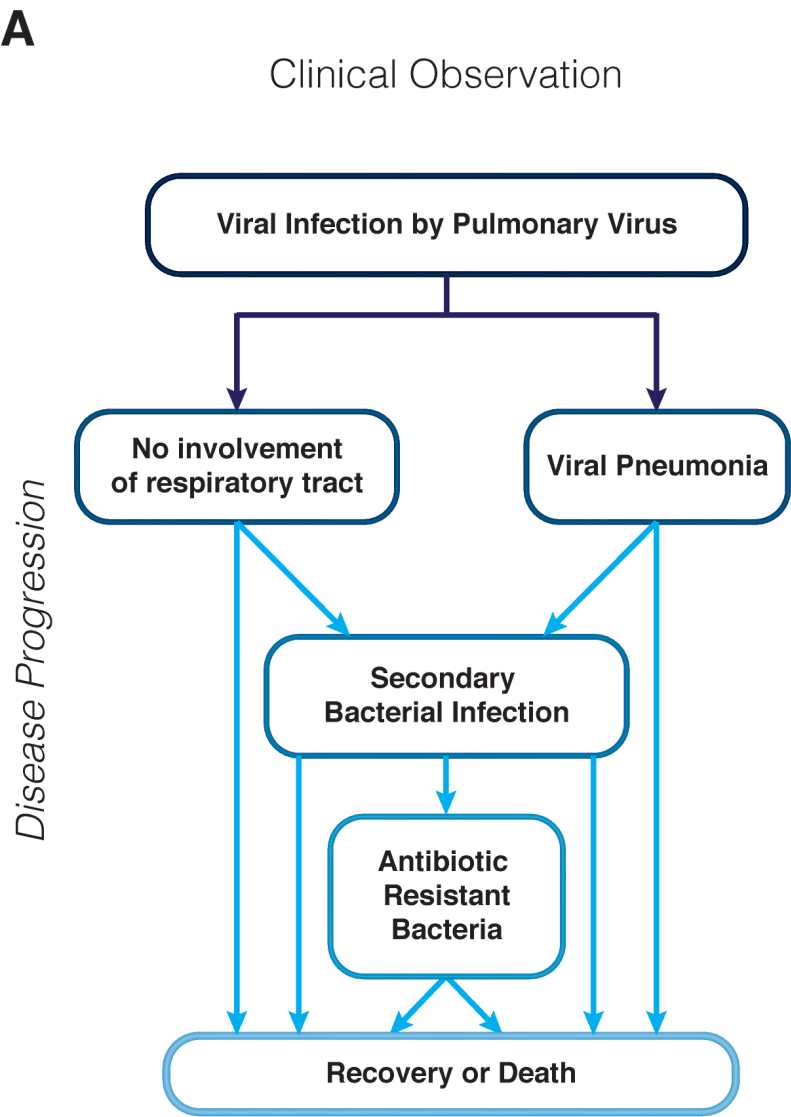 A
Clinical Observation
Viral Infection by Pulmonary Virus
No involvement
of respiratory tract
Viral Pneumonia
Disease Progression
Secondary
Bacterial Infection
Antibiotic
Resistant
Bacteria
Recovery or Death